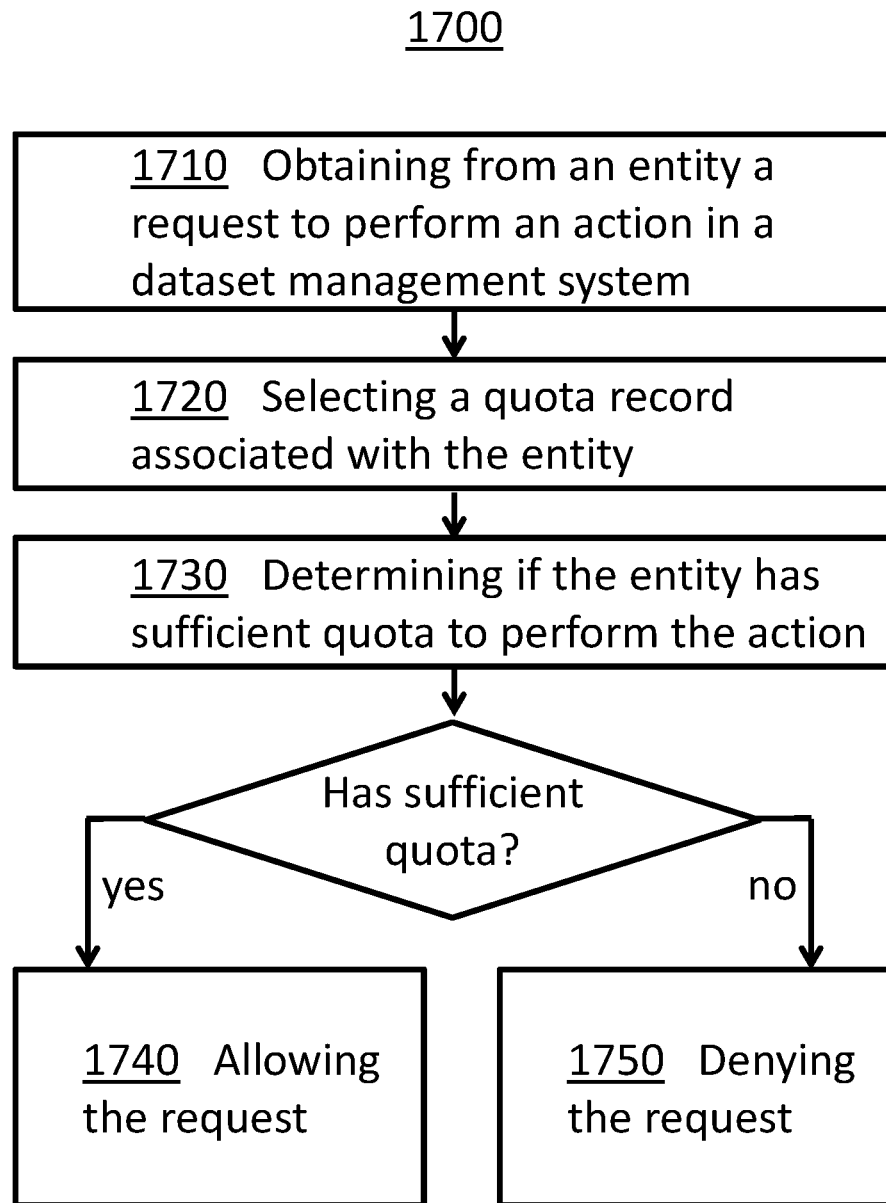 1700
1710 Obtaining from an entity a
request to perform an action in a
dataset management system
1720 Selecting a quota record
associated with the entity
1730 Determining if the entity has
sufficient quota to perform the action
Has sufficient
quota?
yes
no
1740 Allowing
the request
1750 Denying
the request